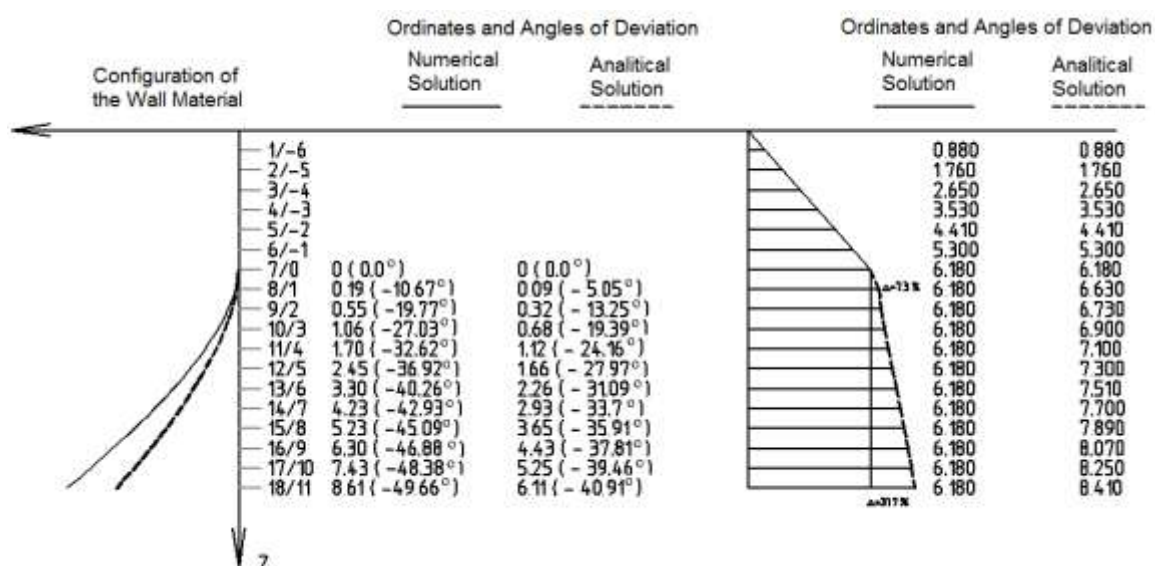 Ordinates and Angles of Deviation Ordinates and Angles of Deviation
Configuration of the Wall Material
Numerical Solution Analitical Solution Numerical Solution Analitical Solution
1/-6 0.880 0.880
2/-5 1.760 1.760
3/-4 2.650 2.650
4/-3 3.530 3.530
5/-2 4.410 4.410
6/-1 5.300 5.300
7/0 0 (0.0°) 0 (0.0°) 6.180 6.180
8/1 0.19 (-10.67°) 0.09 (-5.05°) Δ=7.3% 6.180 6.630
9/2 0.55 (-19.77°) 0.32 (-13.25°) 6.180 6.730
10/3 1.06 (-27.03°) 0.68 (-19.39°) 6.180 6.900
11/4 1.70 (-32.62°) 1.12 (-24.16°) 6.180 7.100
12/5 2.45 (-36.92°) 1.66 (-27.97°) 6.180 7.300
13/6 3.30 (-40.26°) 2.26 (-31.09°) 6.180 7.510
14/7 4.23 (-42.93°) 2.93 (-33.7°) 6.180 7.700
15/8 5.23 (-45.09°) 3.65 (-35.91°) 6.180 7.890
16/9 6.30 (-46.88°) 4.43 (-37.81°) 6.180 8.070
17/10 7.43 (-48.38°) 5.25 (-39.46°) 6.180 8.250
18/11 8.61 (-49.66°) 6.11 (-40.91°) 6.180 8.410
Δ=31.7%
Z